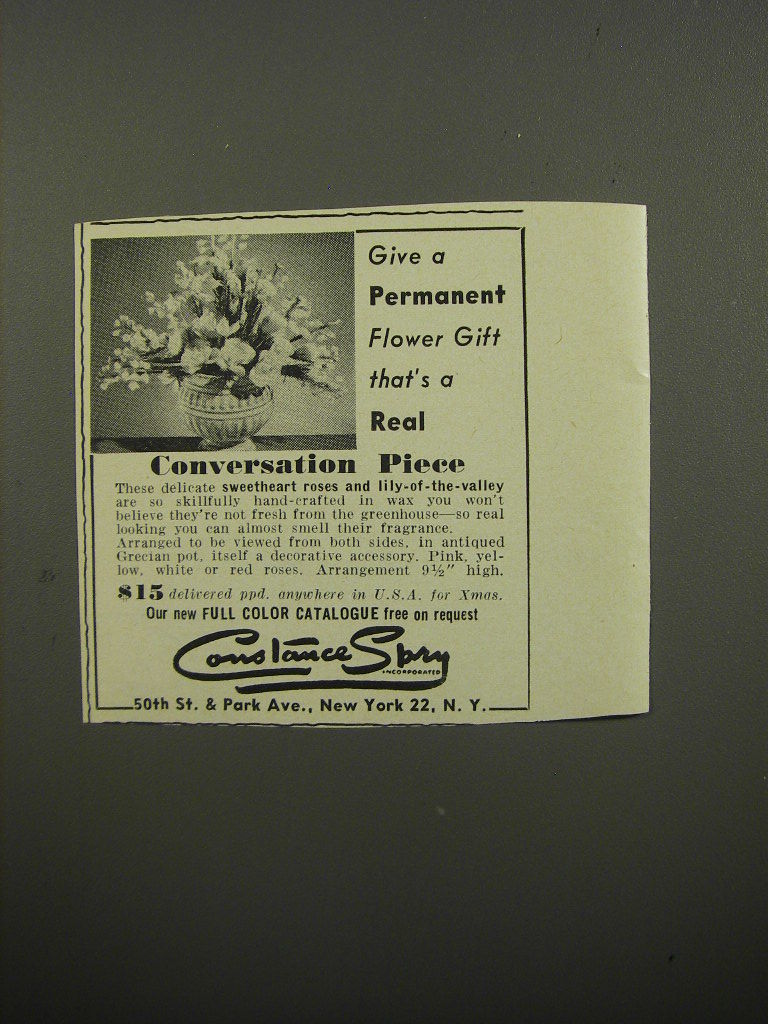 Give a
Permanent
Flower Gift
that's a
Real
Conversation Piece
These delicate sweetheart roses and lily-of-the-valley
are so skillfully hand-crafted in wax you won't
believe they're not fresh from the greenhouse—so real
looking you can almost smell their fragrance.
Arranged to be viewed from both sides, in antiqued
Grecian pot, itself a decorative accessory. Pink, yel-
low, white or red roses. Arrangement 9½" high.
$15 delivered ppd. anywhere in U.S.A. for Xmas.
Our new FULL COLOR CATALOGUE free on request
Constance Spry
INCORPORATED
50th St. & Park Ave., New York 22, N. Y.